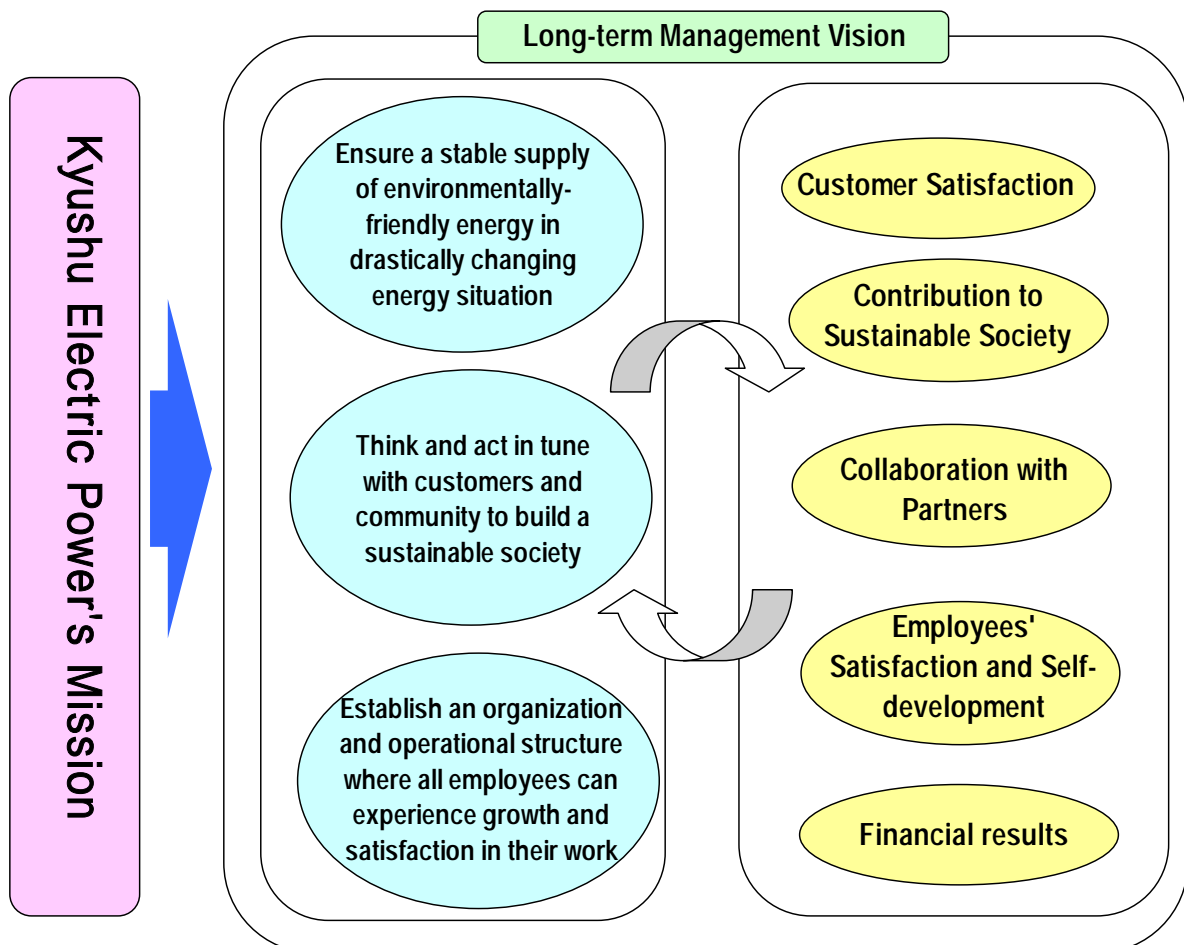 Long-term Management Vision
Kyushu Electric Power's Mission
Ensure a stable supply
of environmentally-
friendly energy in
drastically changing
energy situation
Think and act in tune
with customers and
community to build a
sustainable society
Establish an organization
and operational structure
where all employees can
experience growth and
satisfaction in their work
Customer Satisfaction
Contribution to
Sustainable Society
Collaboration with
Partners
Employees'
Satisfaction and Self-
development
Financial results